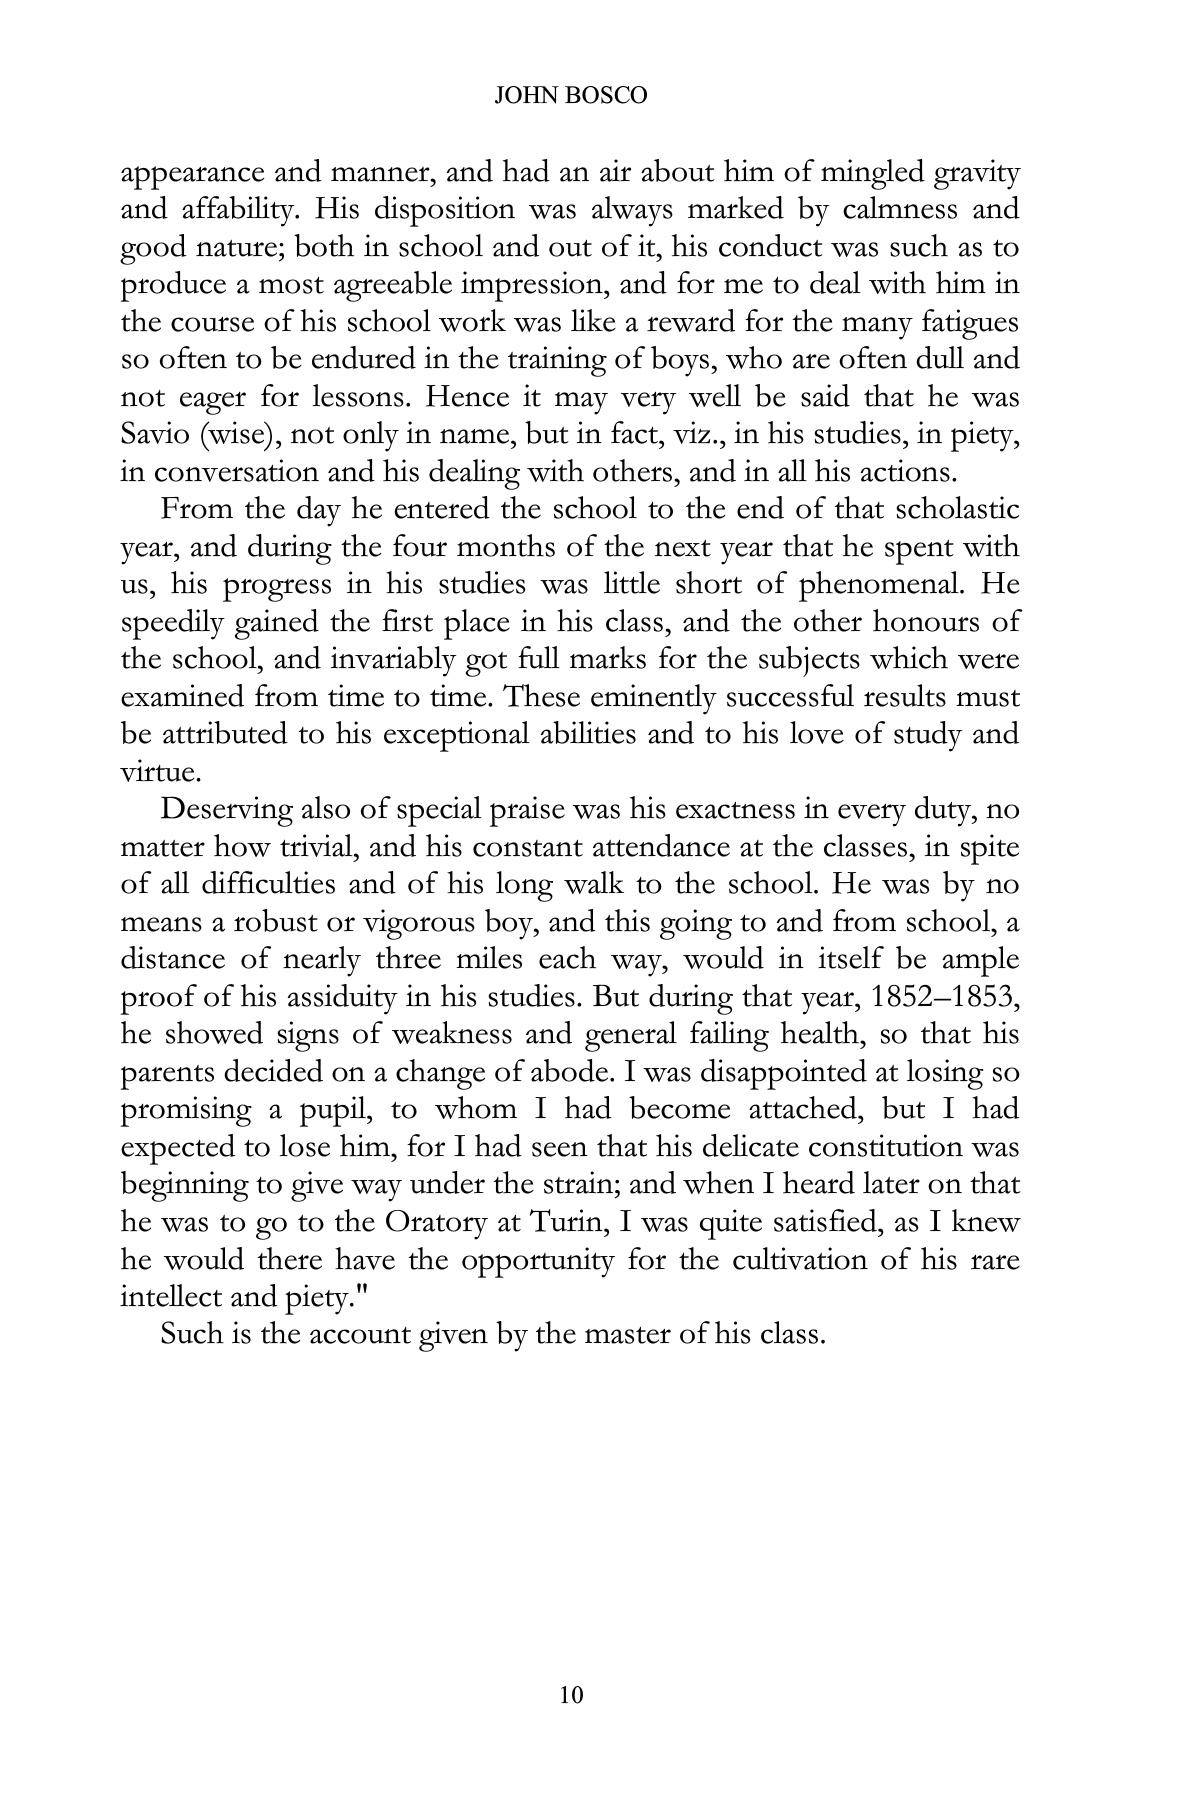 JOHN BOSCO
appearance and manner, and had an air about him of mingled gravity
and affability. His disposition was always marked by calmness and
good nature; both in school and out of it, his conduct was such as to
produce a most agreeable impression, and for me to deal with him in
the course of his school work was like a reward for the many fatigues
so often to be endured in the training of boys, who are often dull and
not eager for lessons. Hence it may very well be said that he was
Savio (wise), not only in name, but in fact, viz., in his studies, in piety,
in conversation and his dealing with others, and in all his actions.
From the day he entered the school to the end of that scholastic
year, and during the four months of the next year that he spent with
us, his progress in his studies was little short of phenomenal. He
speedily gained the first place in his class, and the other honours of
the school, and invariably got full marks for the subjects which were
examined from time to time. These eminently successful results must
be attributed to his exceptional abilities and to his love of study and
virtue.
Deserving also of special praise was his exactness in every duty, no
matter how trivial, and his constant attendance at the classes, in spite
of all difficulties and of his long walk to the school. He was by no
means a robust or vigorous boy, and this going to and from school, a
distance of nearly three miles each way, would in itself be ample
proof of his assiduity in his studies. But during that year, 1852–1853,
he showed signs of weakness and general failing health, so that his
parents decided on a change of abode. I was disappointed at losing so
promising a pupil, to whom I had become attached, but I had
expected to lose him, for I had seen that his delicate constitution was
beginning to give way under the strain; and when I heard later on that
he was to go to the Oratory at Turin, I was quite satisfied, as I knew
he would there have the opportunity for the cultivation of his rare
intellect and piety."
Such is the account given by the master of his class.
10